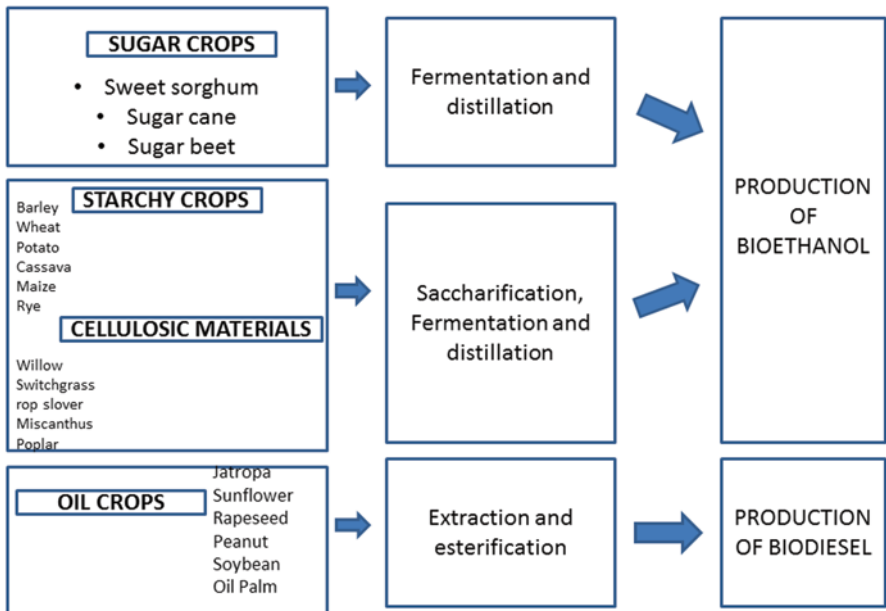 SUGAR CROPS
• Sweet sorghum
• Sugar cane
• Sugar beet
Fermentation and
distillation
STARCHY CROPS
Barley
Wheat
Potato
Cassava
Maize
Rye
CELLULOSIC MATERIALS
Willow
Switchgrass
rop slover
Miscanthus
Poplar
Saccharification,
Fermentation and
distillation
PRODUCTION
OF
BIOETHANOL
OIL CROPS
Jatropa
Sunflower
Rapeseed
Peanut
Soybean
Oil Palm
Extraction and
esterification
PRODUCTION
OF BIODIESEL